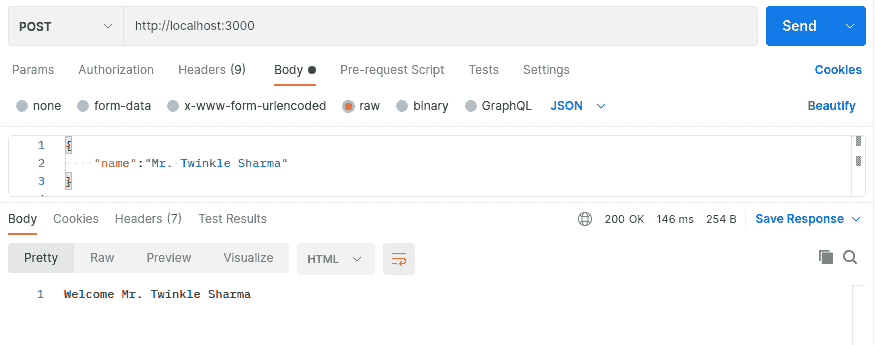 POST http://localhost:3000 Send
Params Authorization Headers (9) Body Pre-request Script Tests Settings Cookies
none form-data x-www-form-urlencoded raw binary GraphQL JSON Beautify
1 {
2 "name":"Mr. Twinkle Sharma"
3 }
Body Cookies Headers (7) Test Results 200 OK 146 ms 254 B Save Response
Pretty Raw Preview Visualize HTML
1 Welcome Mr. Twinkle Sharma